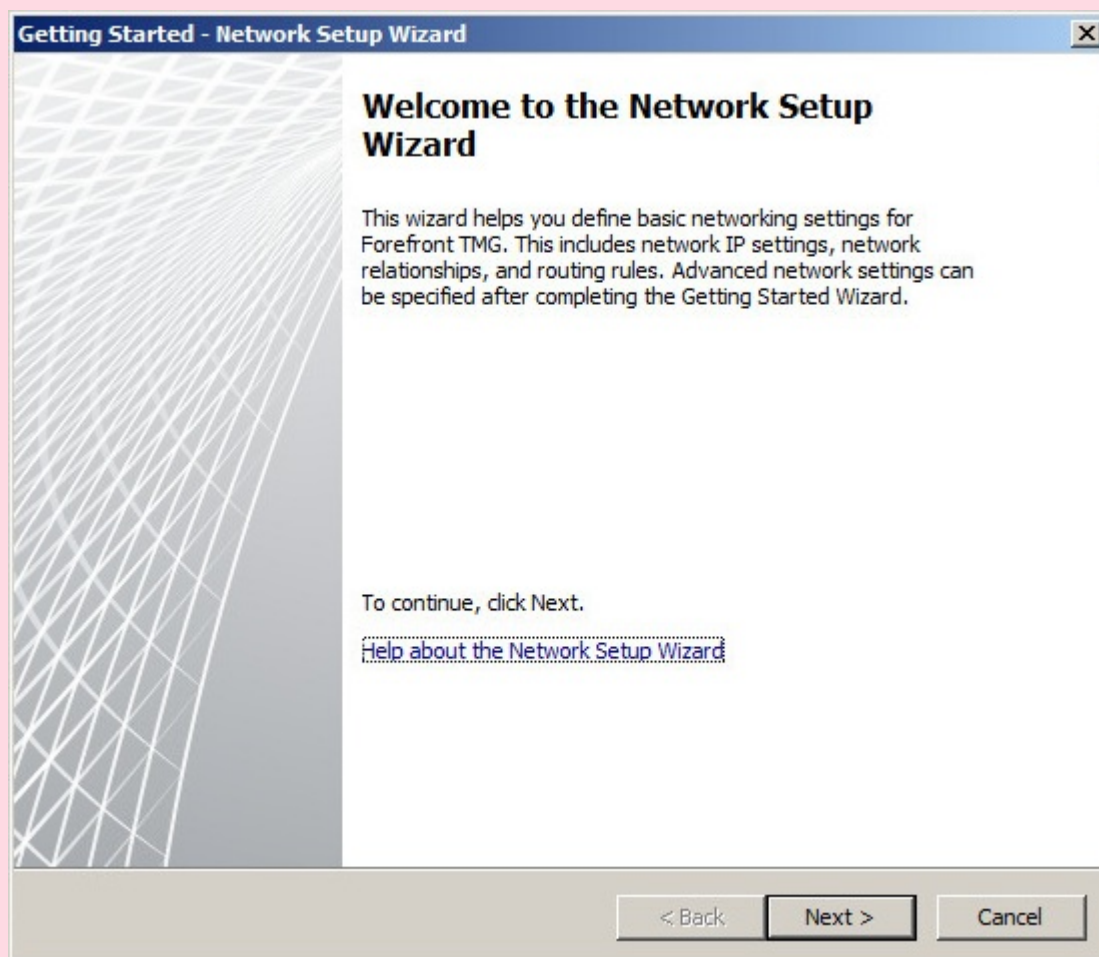 Getting Started - Network Setup Wizard
Welcome to the Network Setup
Wizard
This wizard helps you define basic networking settings for
Forefront TMG. This includes network IP settings, network
relationships, and routing rules. Advanced network settings can
be specified after completing the Getting Started Wizard.
To continue, click Next.
Help about the Network Setup Wizard
< Back
Next >
Cancel